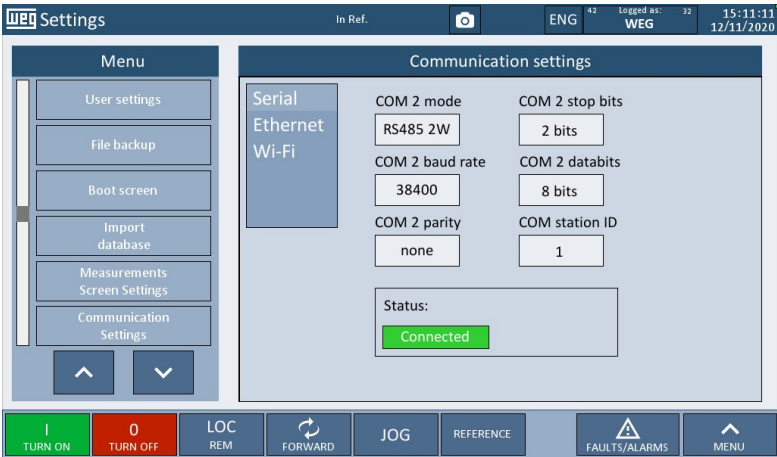 WEG Settings
In Ref.
ENG
42
Logged as:
WEG
32
15:11:11
12/11/2020
Menu
User settings
File backup
Boot screen
Import
database
Measurements
Screen Settings
Communication
Settings
Communication settings
Serial
Ethernet
Wi-Fi
COM 2 mode
RS485 2W
COM 2 stop bits
2 bits
COM 2 baud rate
38400
COM 2 databits
8 bits
COM 2 parity
none
COM station ID
1
Status:
Connected
I
TURN ON
0
TURN OFF
LOC
REM
FORWARD
JOG
REFERENCE
FAULTS/ALARMS
MENU